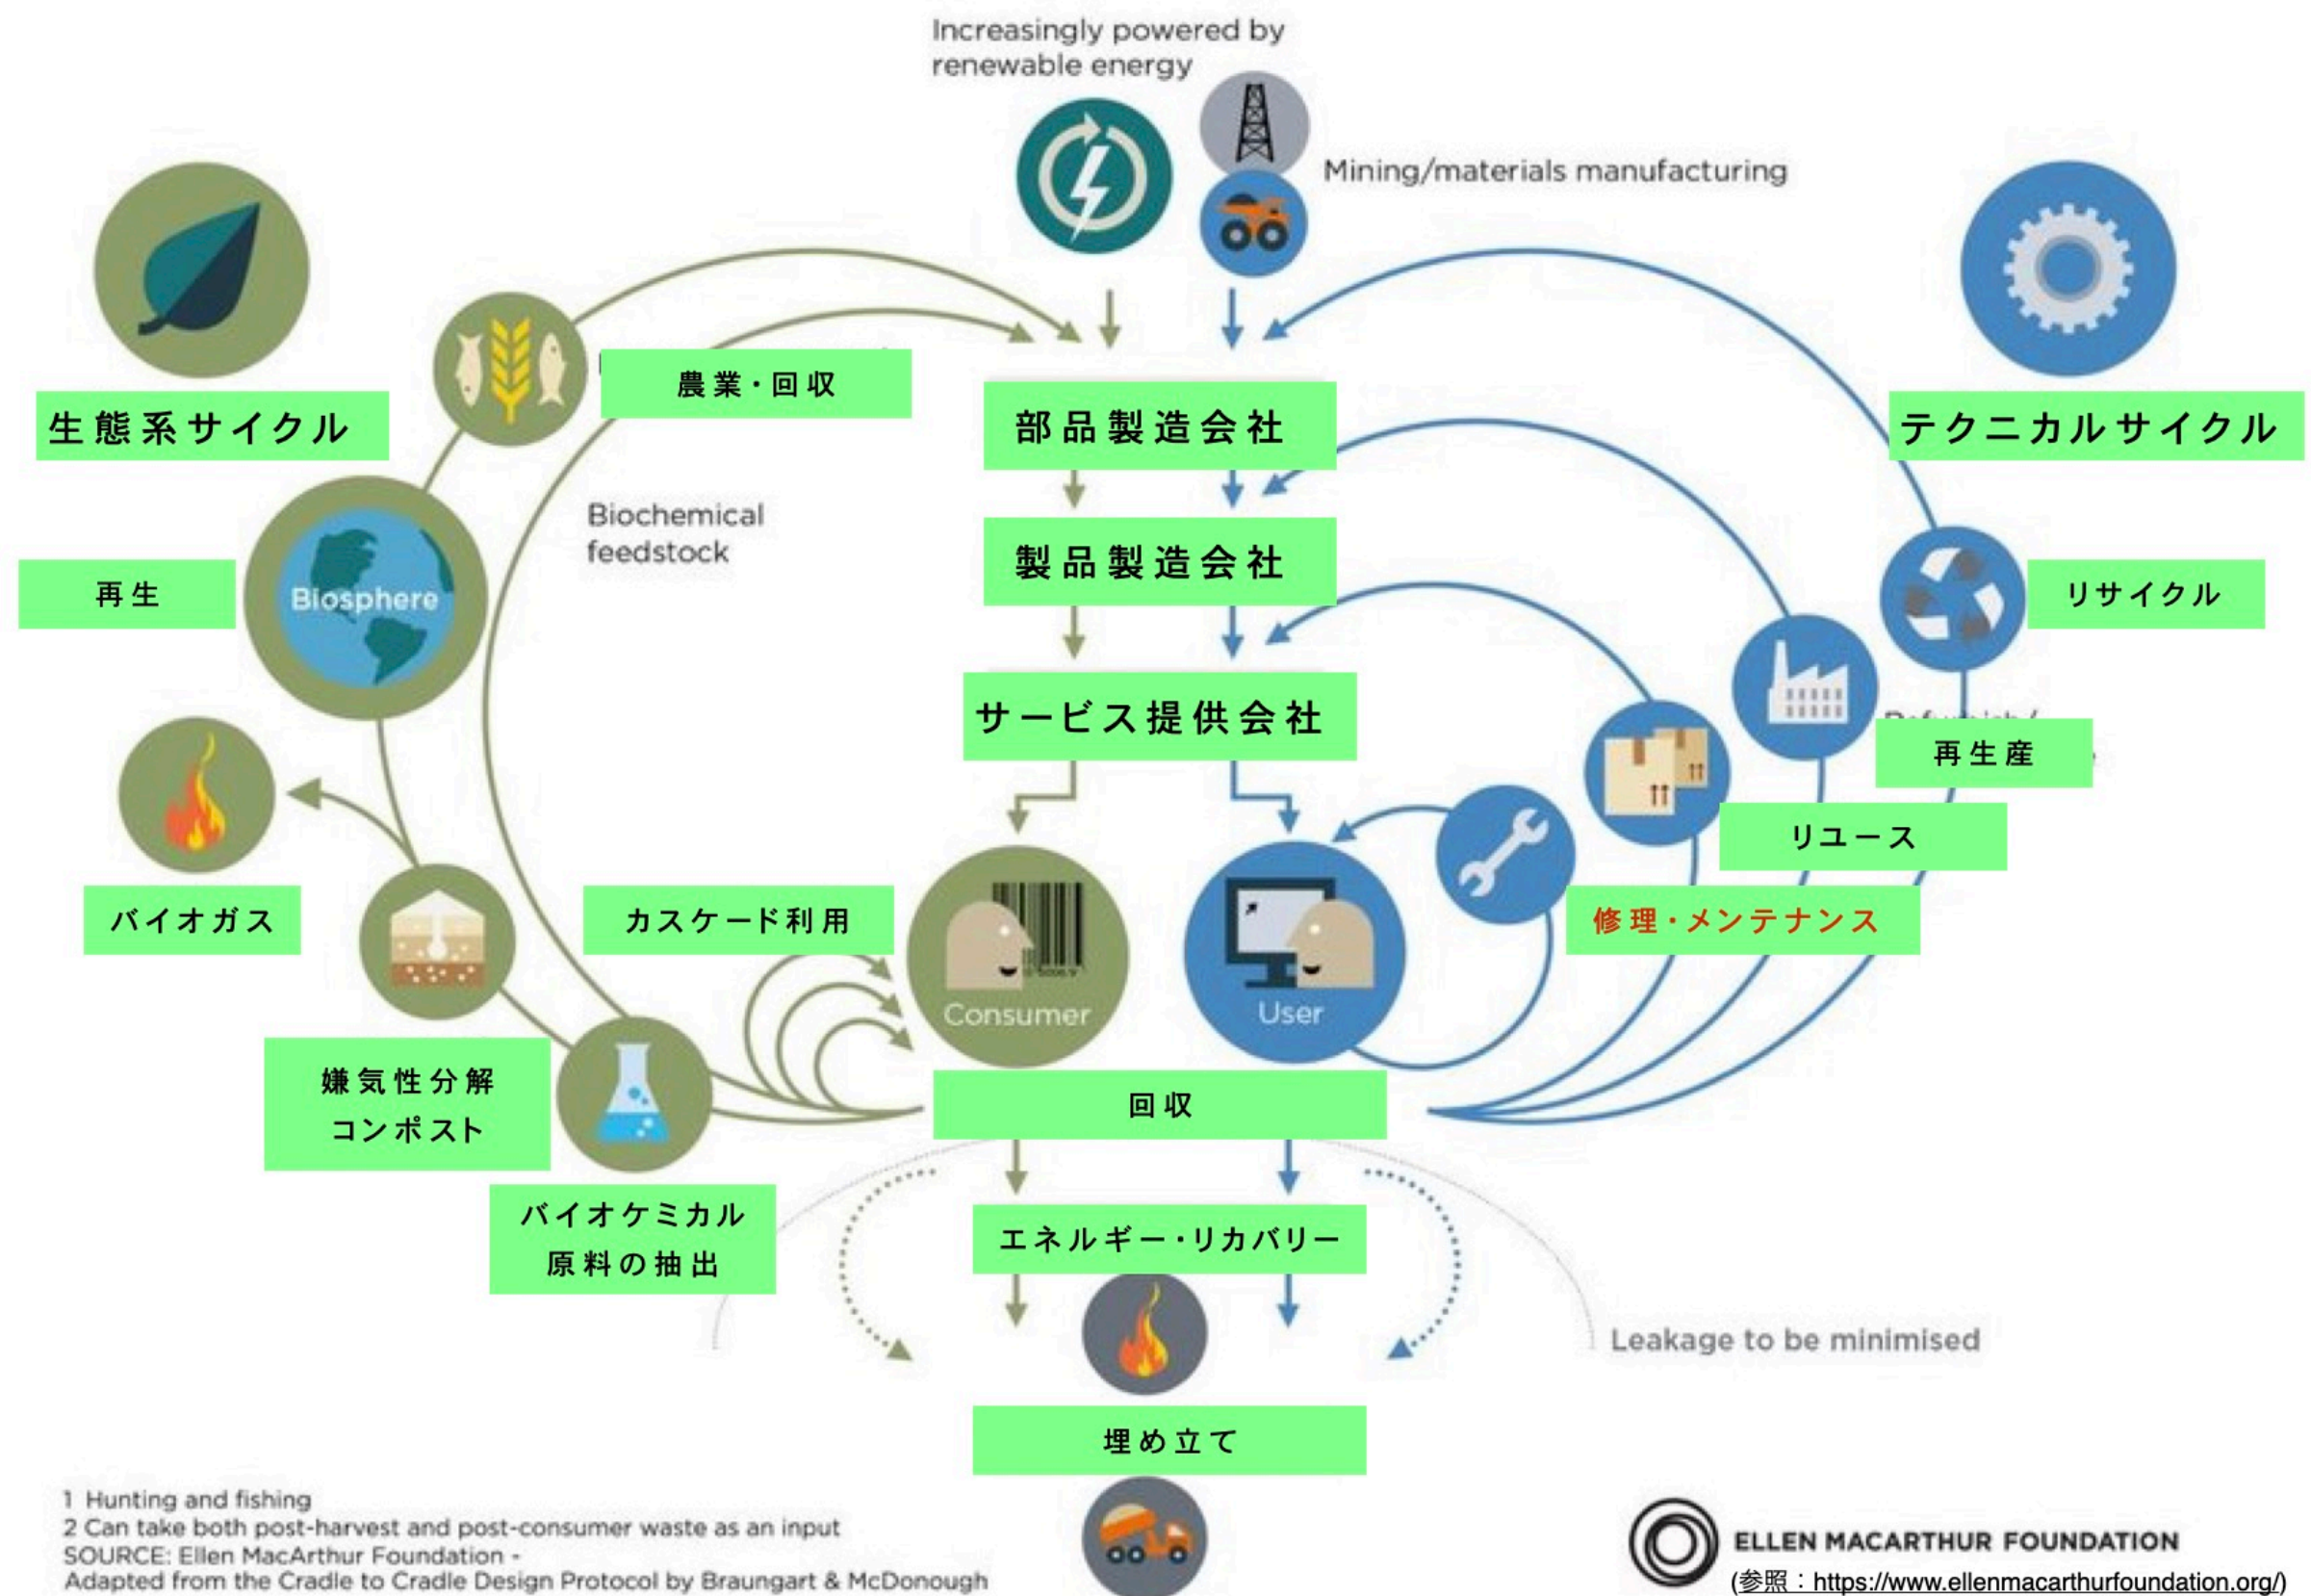 Increasingly powered by
renewable energy
Mining/materials manufacturing
農業・回収
生態系サイクル
部品製造会社
テクニカルサイクル
Biochemical
feedstock
製品製造会社
再生
Biosphere
リサイクル
サービス提供会社
再生産
リユース
バイオガス
カスケード利用
修理・メンテナンス
Consumer
User
嫌気性分解
コンポスト
回収
バイオケミカル
原料の抽出
エネルギー・リカバリー
Leakage to be minimised
埋め立て
1 Hunting and fishing
2 Can take both post-harvest and post-consumer waste as an input
SOURCE: Ellen MacArthur Foundation -
Adapted from the Cradle to Cradle Design Protocol by Braungart & McDonough
ELLEN MACARTHUR FOUNDATION
(参照：https://www.ellenmacarthurfoundation.org/)